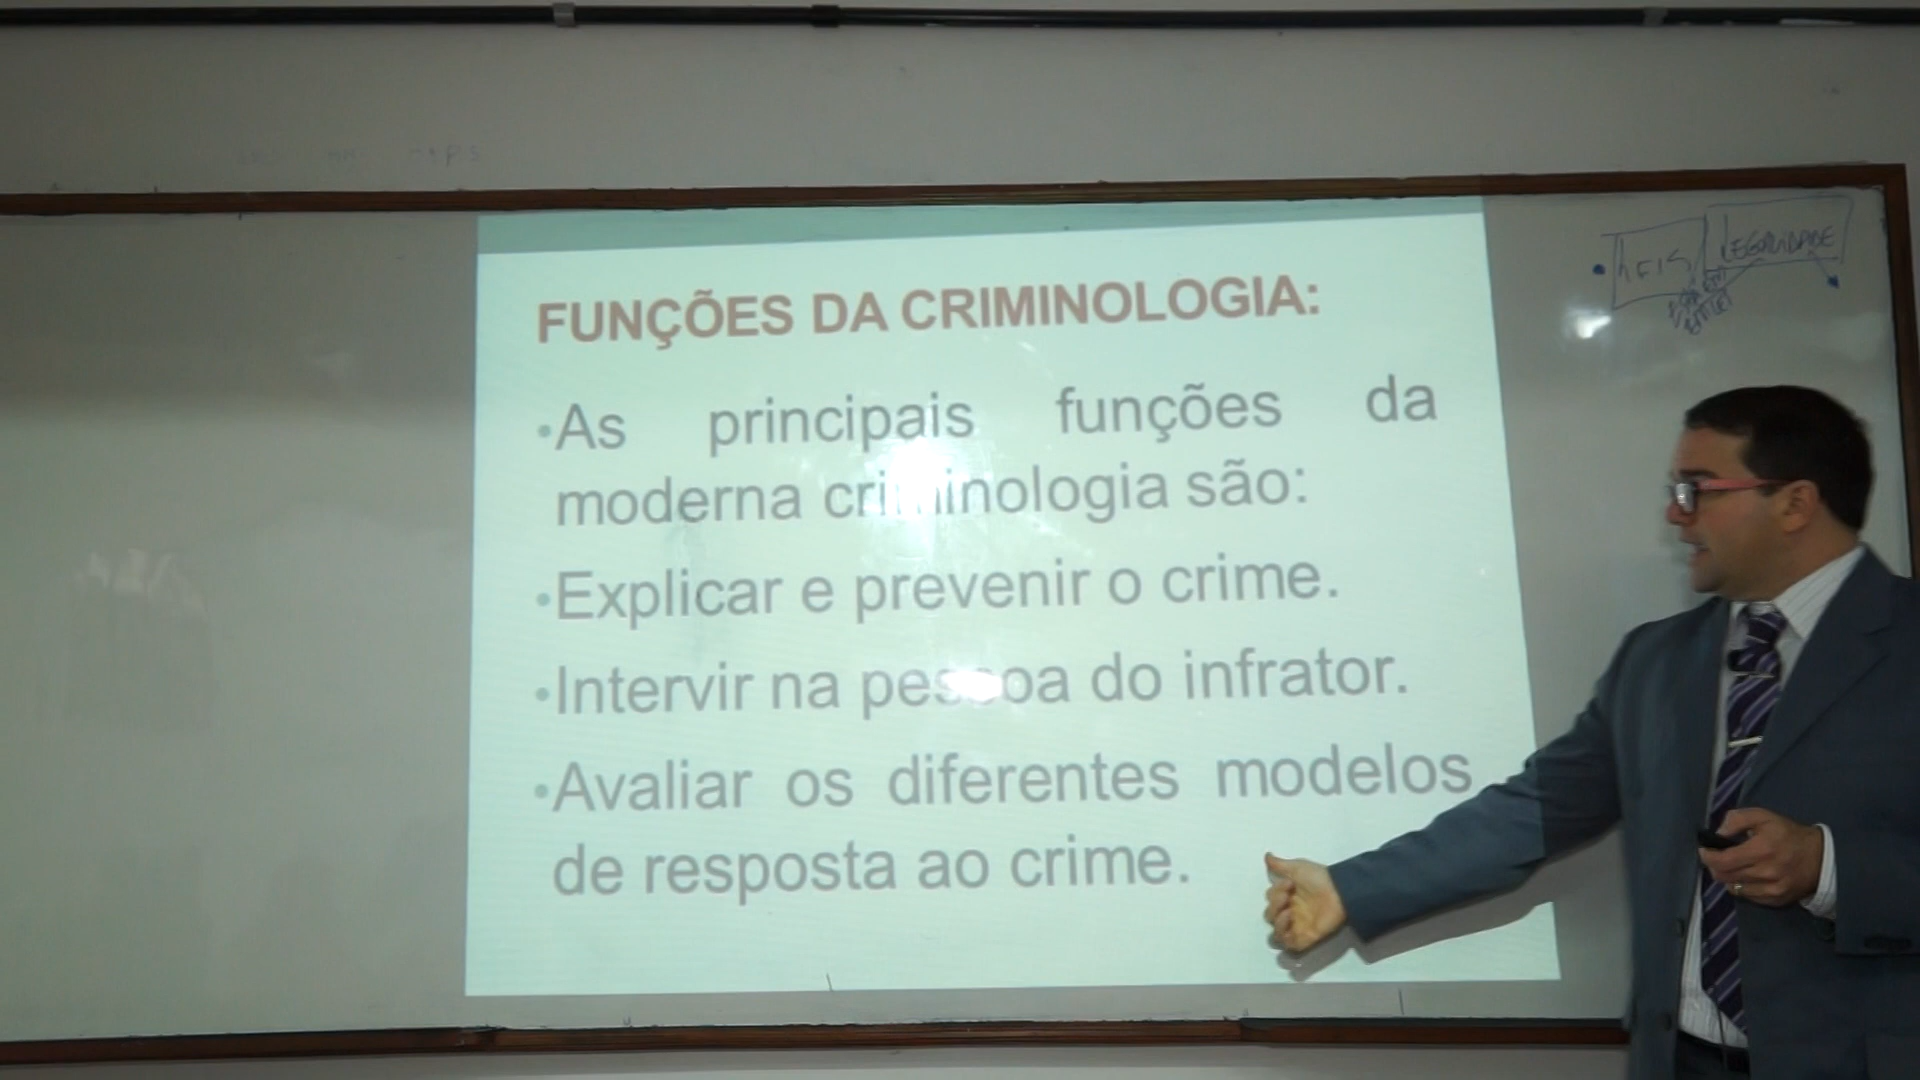 FUNÇÕES DA CRIMINOLOGIA:
•As principais funções da
moderna criminologia são:
•Explicar e prevenir o crime.
•Intervir na pessoa do infrator.
•Avaliar os diferentes modelos
de resposta ao crime.
LEGALIDADE